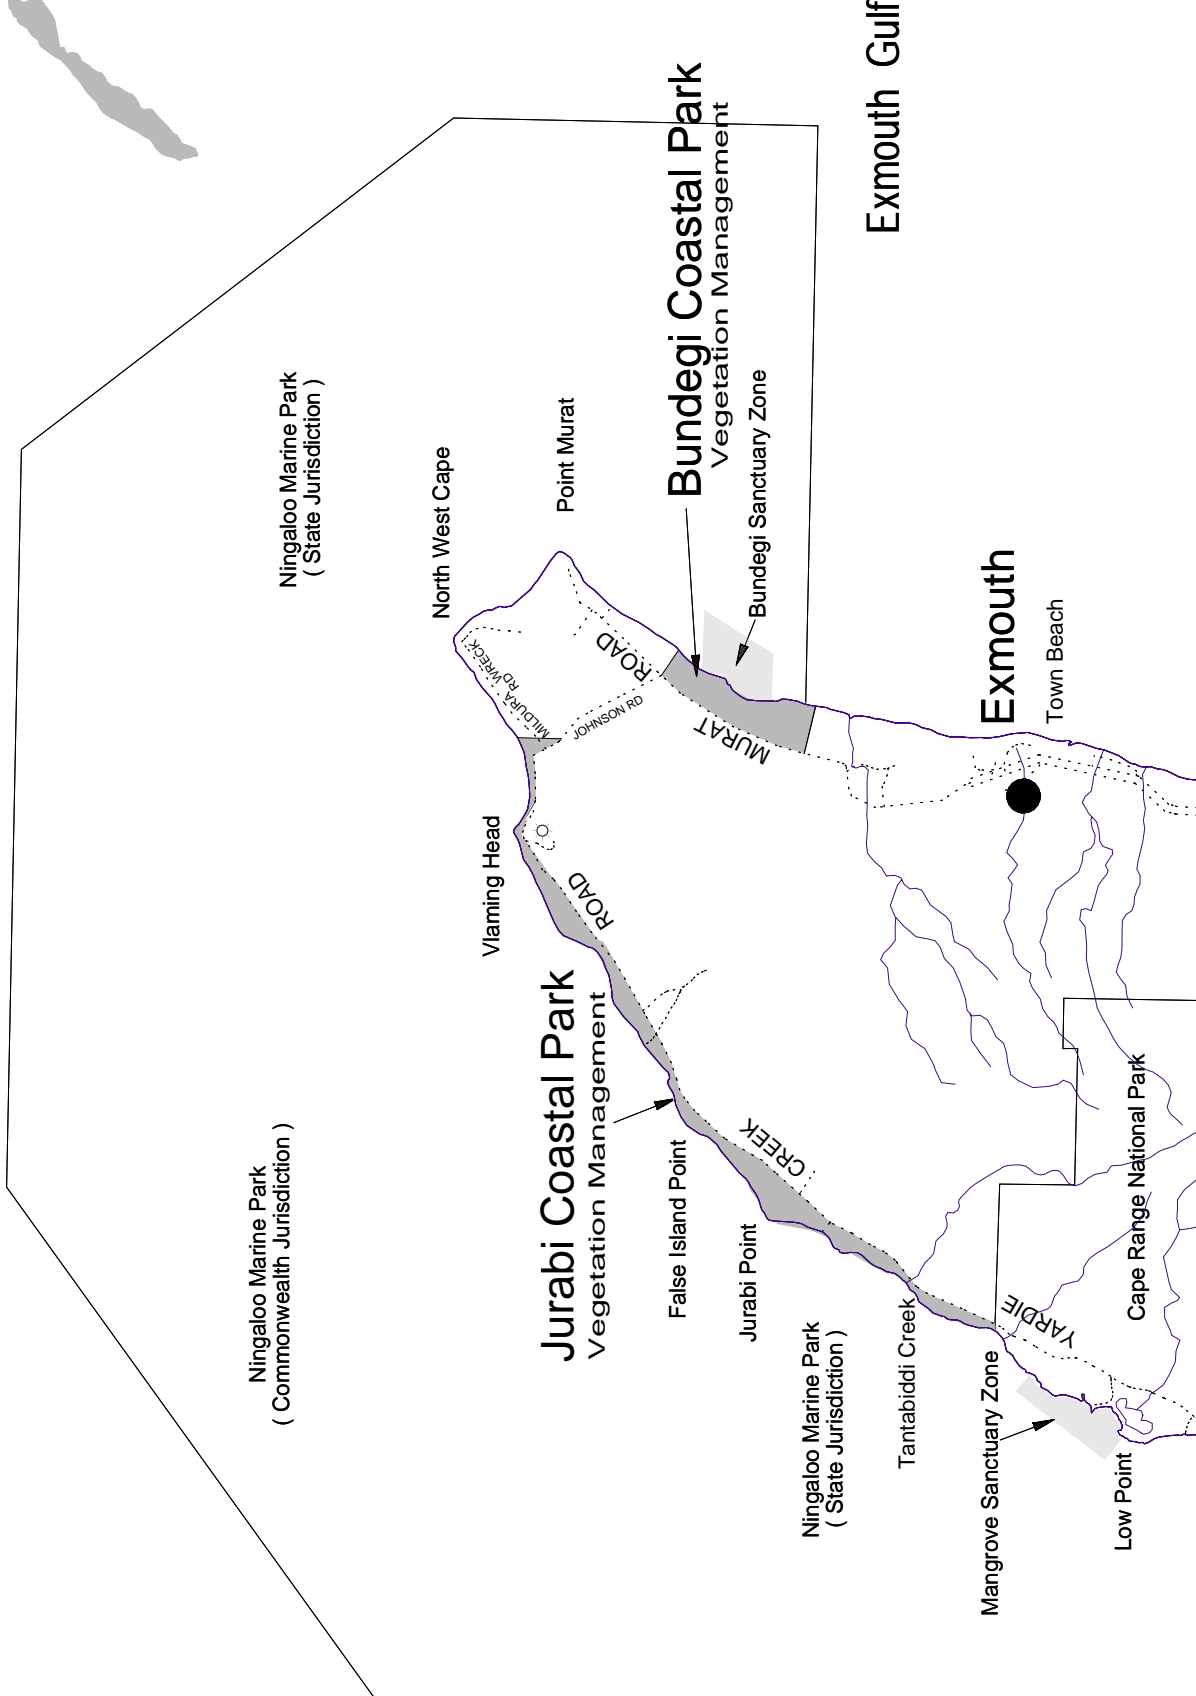 Ningaloo Marine Park
( Commonwealth Jurisdiction )
Ningaloo Marine Park
( State Jurisdiction )
North West Cape
Point Murat
Vlaming Head
MILDURA WRECK
RD
JOHNSON RD
MURAT
ROAD
Bundegi Coastal Park
Vegetation Management
Bundegi Sanctuary Zone
Exmouth Gulf
Exmouth
Town Beach
Jurabi Coastal Park
Vegetation Management
False Island Point
Jurabi Point
YARDIE
CREEK
ROAD
Ningaloo Marine Park
( State Jurisdiction )
Tantabiddi Creek
Mangrove Sanctuary Zone
Low Point
Cape Range National Park